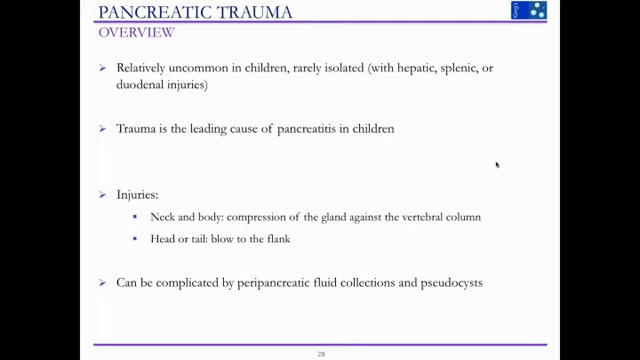 PANCREATIC TRAUMA
OVERVIEW
Relatively uncommon in children, rarely isolated (with hepatic, splenic, or
duodenal injuries)
Trauma is the leading cause of pancreatitis in children
Injuries:
Neck and body: compression of the gland against the vertebral column
Head or tail: blow to the flank
Can be complicated by peripancreatic fluid collections and pseudocysts
28